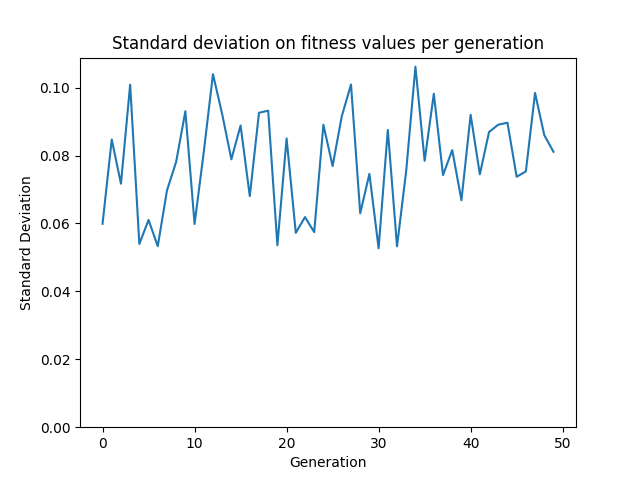 Standard deviation on fitness values per generation
0.10
0.08
0.06
0.04
0.02
0.00
Standard Deviation
0 10 20 30 40 50
Generation